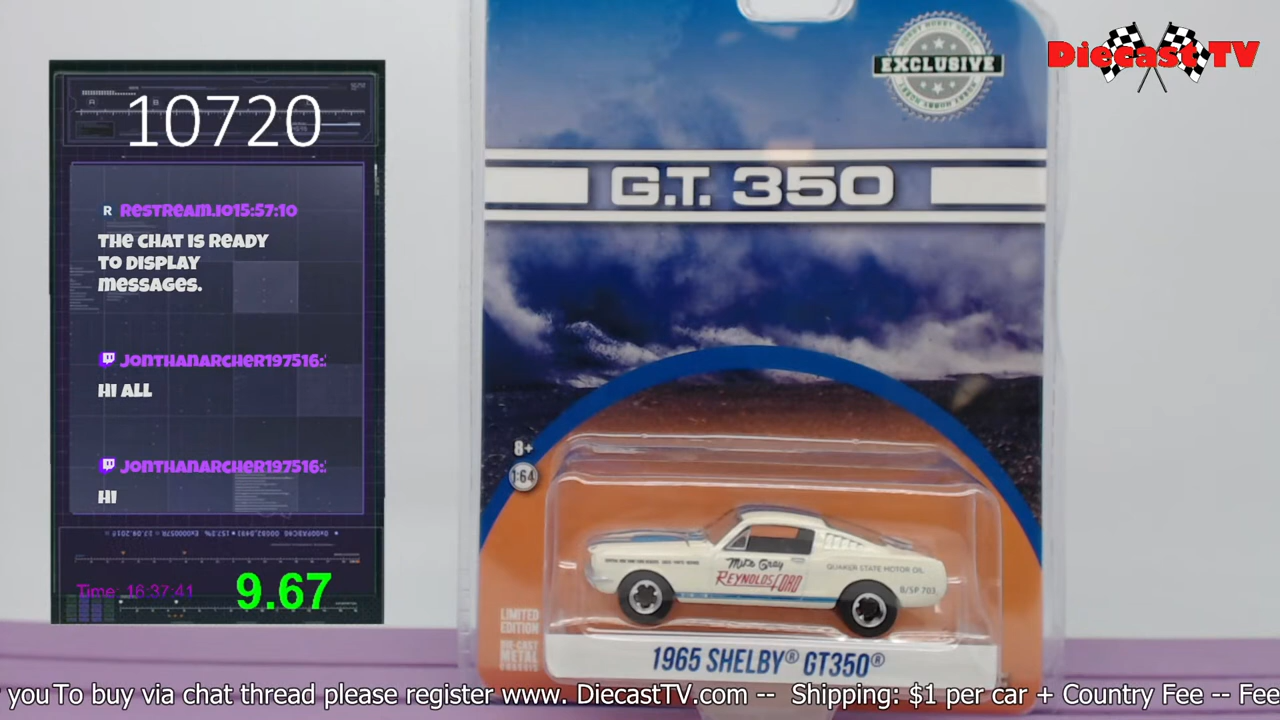 Diecast TV
EXCLUSIVE
10720
G.T. 350
R Restream.io15:57:10
THE CHAT IS READY
TO DISPLAY
MESSAGES.
JONTHANARCHER197516:
HI ALL
JONTHANARCHER197516:
HI
8+
1:64
Mike Gray
REYNOLDS FORD
QUAKER STATE MOTOR OIL
B/SP 703
Time: 16:37:41
9.67
LIMITED
EDITION
DIE-CAST
METAL
CHASSIS
1965 SHELBY® GT350®
you To buy via chat thread please register www. DiecastTV.com -- Shipping: $1 per car + Country Fee -- Fee